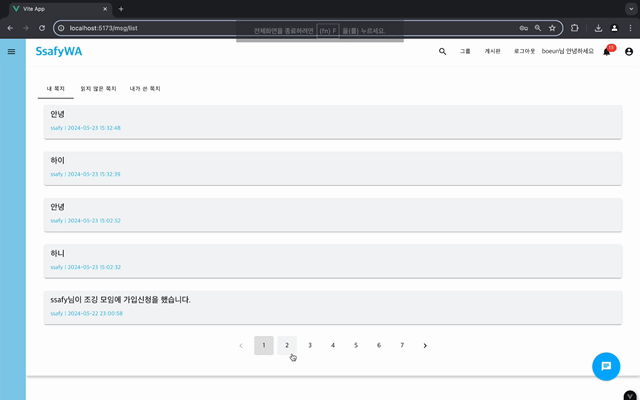 Vite App
localhost:5173/msg/list
전체화면을 종료하려면 (fn) F 을(를) 누르세요.
SsafyWA
그룹 게시판 로그아웃 boeun님 안녕하세요
내 쪽지 읽지 않은 쪽지 내가 쓴 쪽지
안녕
ssafy | 2024-05-23 15:32:48
하이
ssafy | 2024-05-23 15:32:39
안녕
ssafy | 2024-05-23 15:02:52
하니
ssafy | 2024-05-23 15:02:32
ssafy님이 조깅 모임에 가입신청을 했습니다.
ssafy | 2024-05-22 23:00:58
1 2 3 4 5 6 7